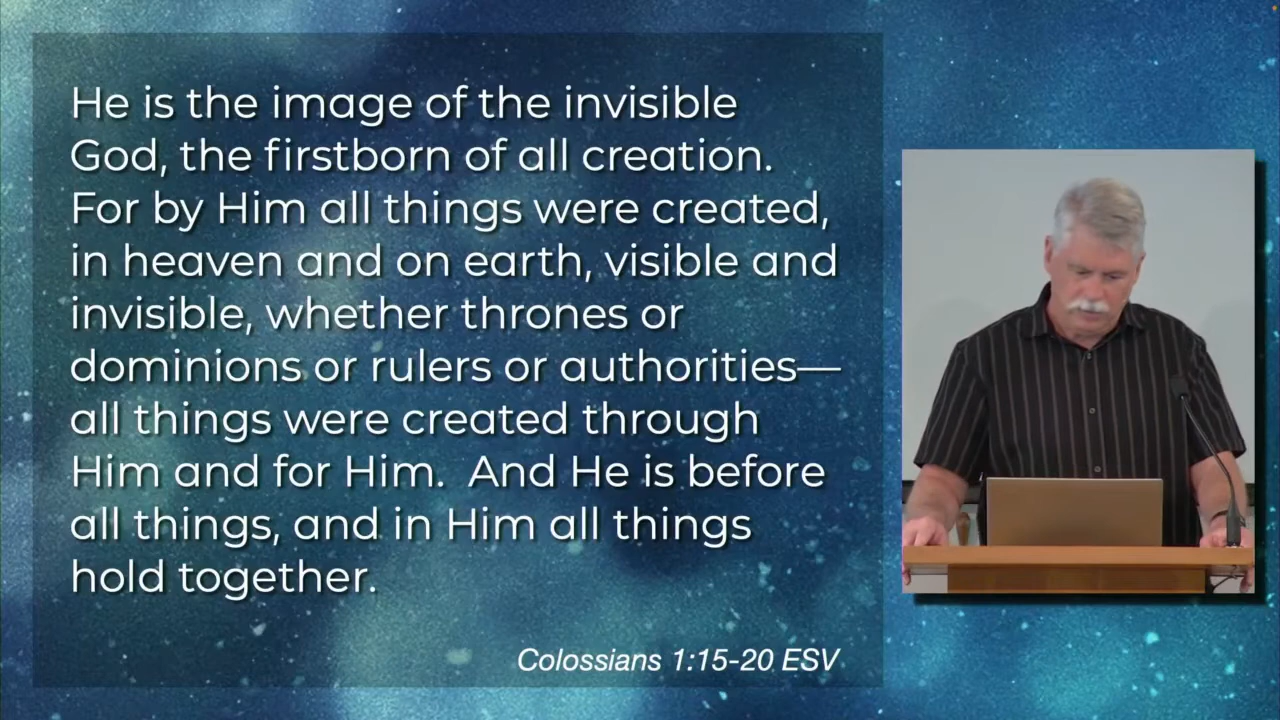 He is the image of the invisible
God, the firstborn of all creation.
For by Him all things were created,
in heaven and on earth, visible and
invisible, whether thrones or
dominions or rulers or authorities—
all things were created through
Him and for Him.  And He is before
all things, and in Him all things
hold together.
Colossians 1:15-20 ESV